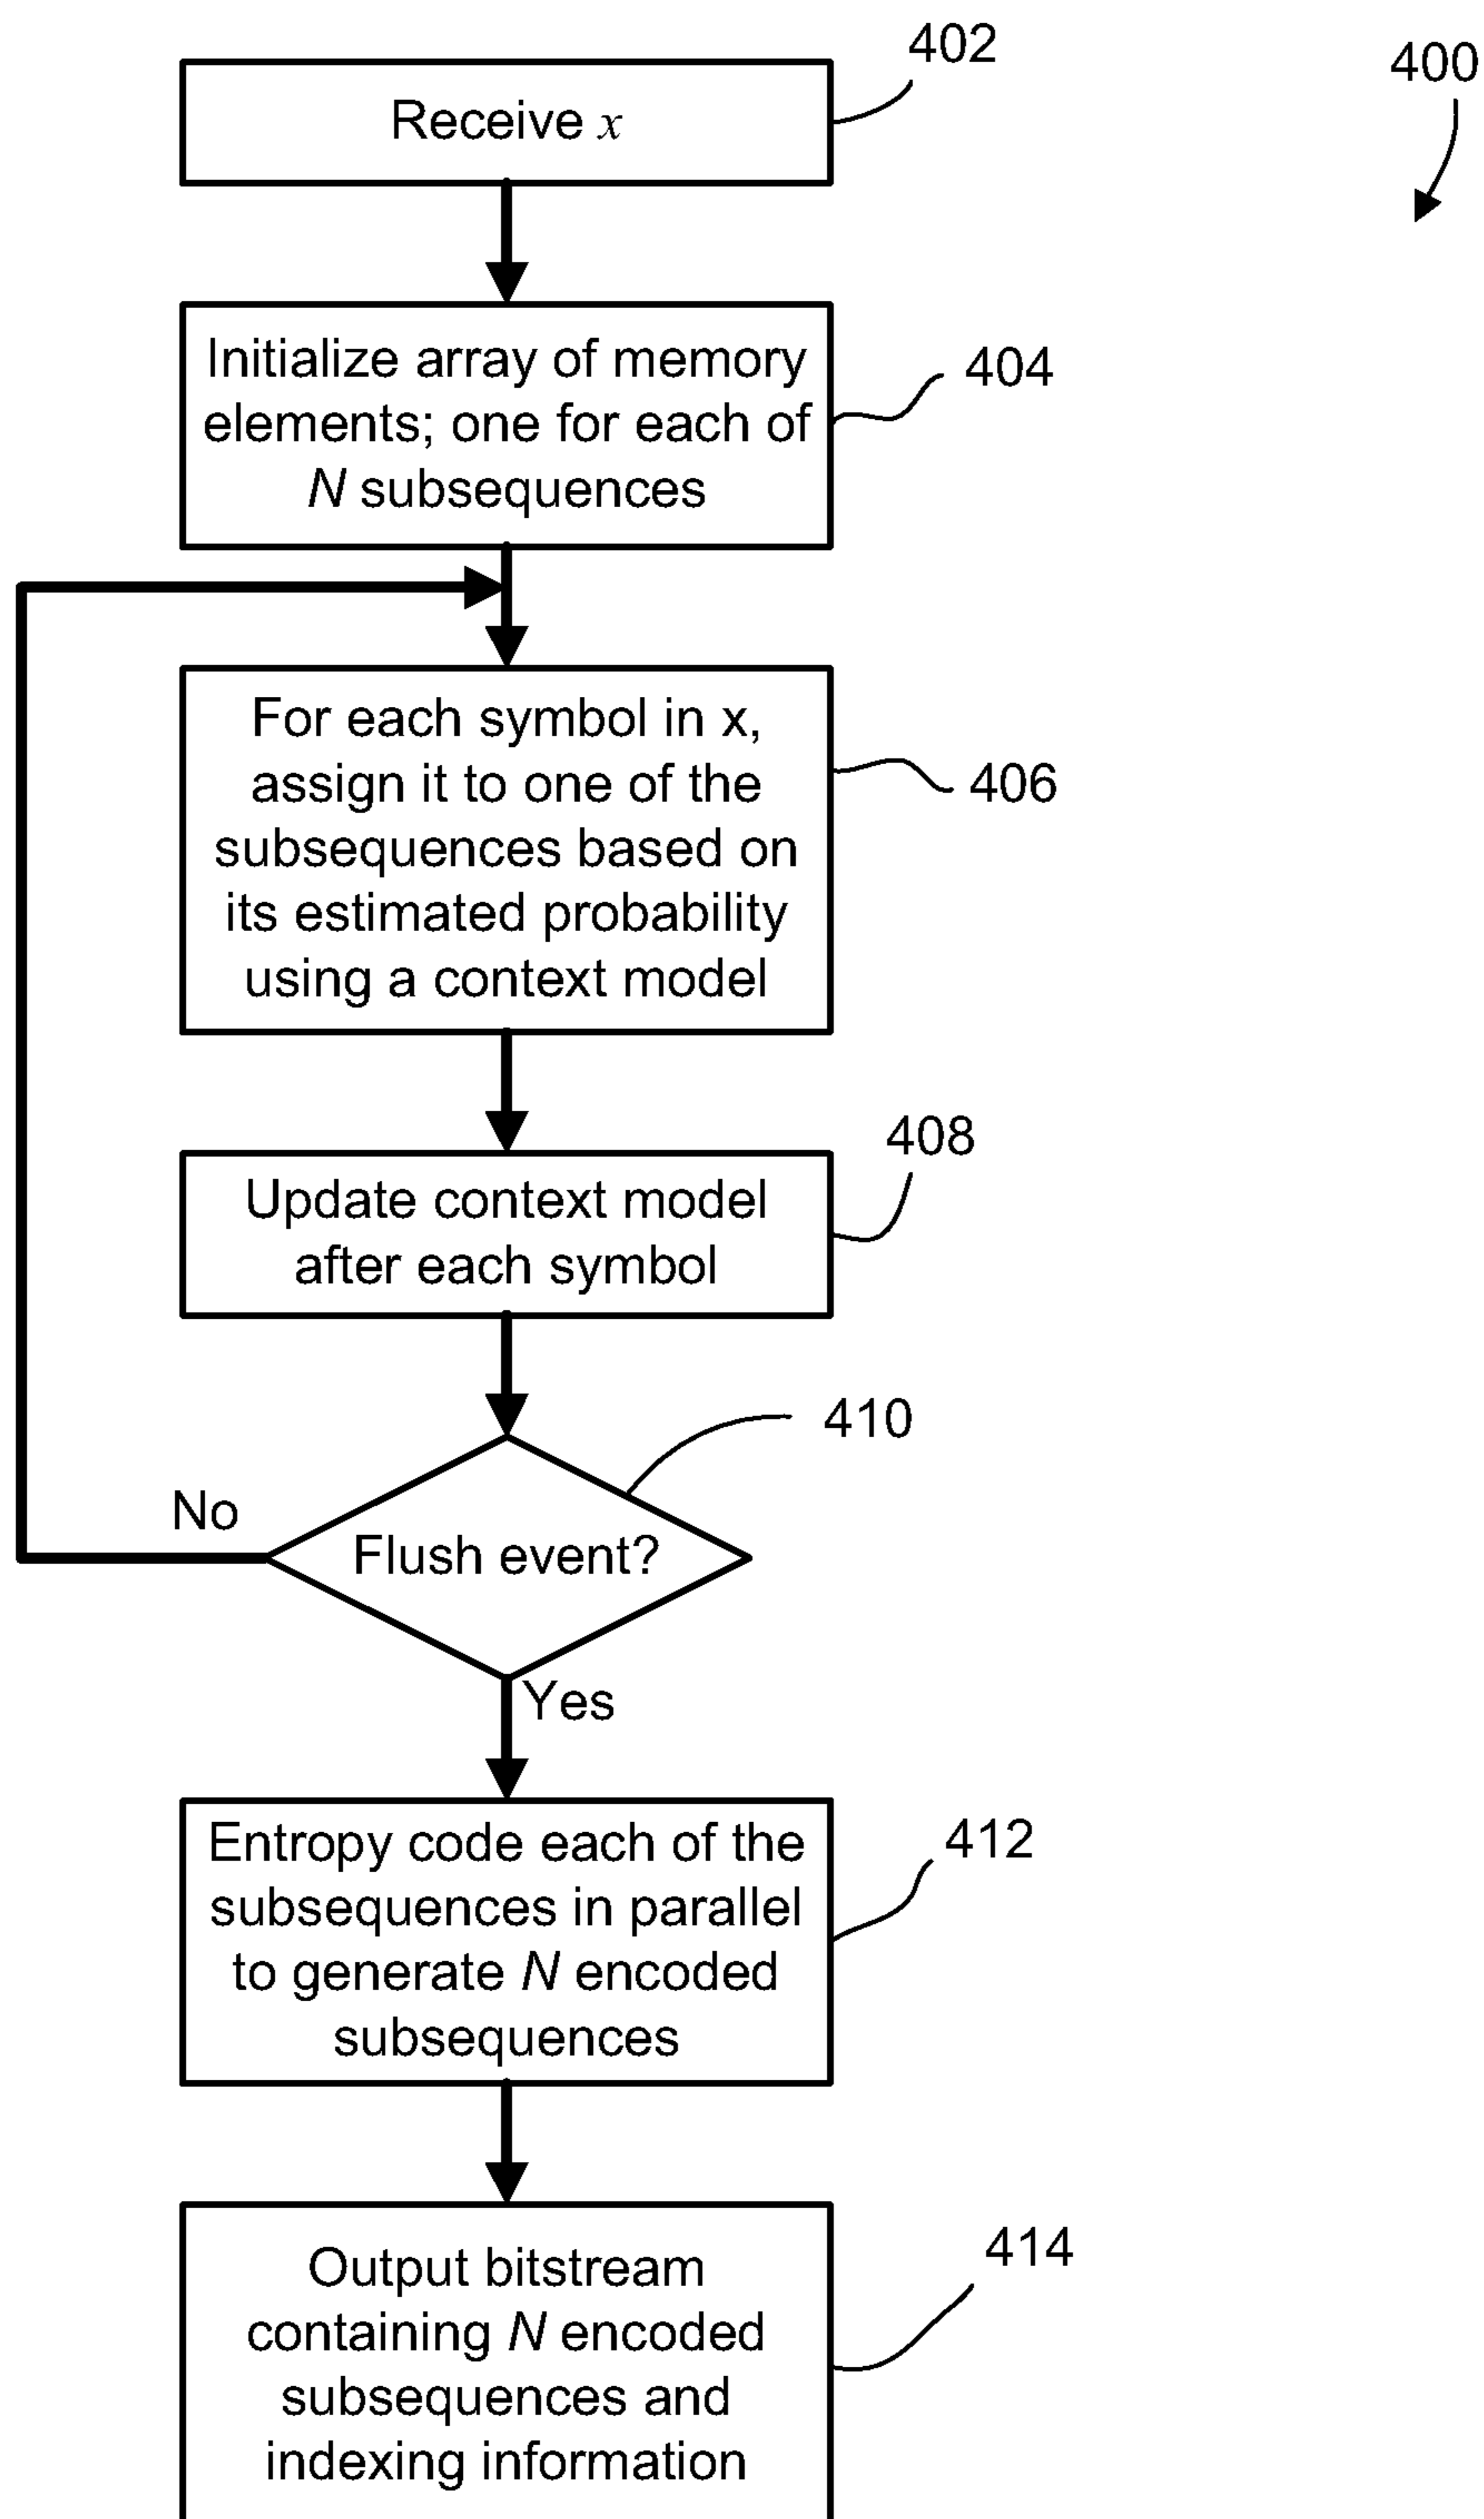 402
400
Receive x
Initialize array of memory
elements; one for each of
N subsequences
404
For each symbol in x,
assign it to one of the
subsequences based on
its estimated probability
using a context model
406
408
Update context model
after each symbol
410
No
Flush event?
Yes
412
Entropy code each of the
subsequences in parallel
to generate N encoded
subsequences
414
Output bitstream
containing N encoded
subsequences and
indexing information